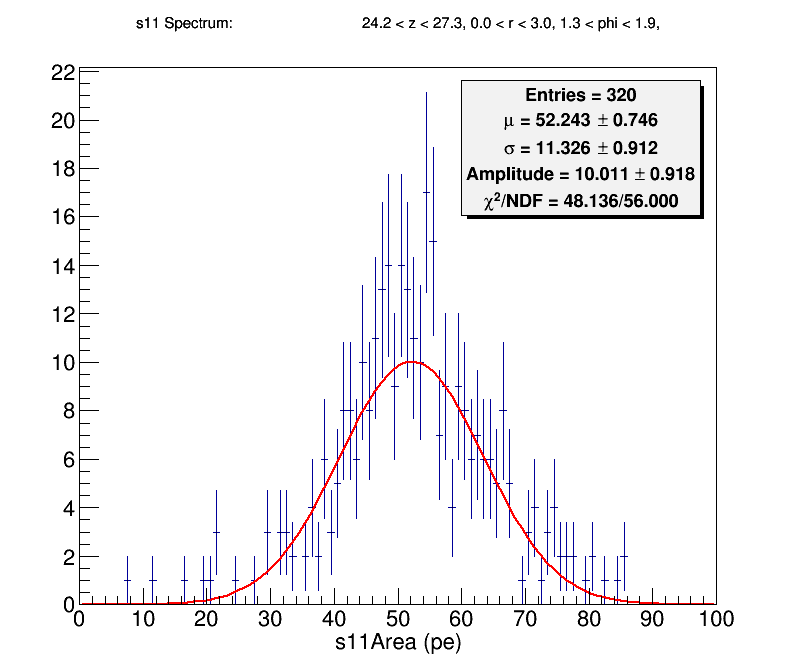 s11 Spectrum: 24.2 < z < 27.3, 0.0 < r < 3.0, 1.3 < phi < 1.9,
Entries = 320
μ = 52.243 ± 0.746
σ = 11.326 ± 0.912
Amplitude = 10.011 ± 0.918
χ²/NDF = 48.136/56.000
22
20
18
16
14
12
10
8
6
4
2
0
0 10 20 30 40 50 60 70 80 90 100
s11Area (pe)